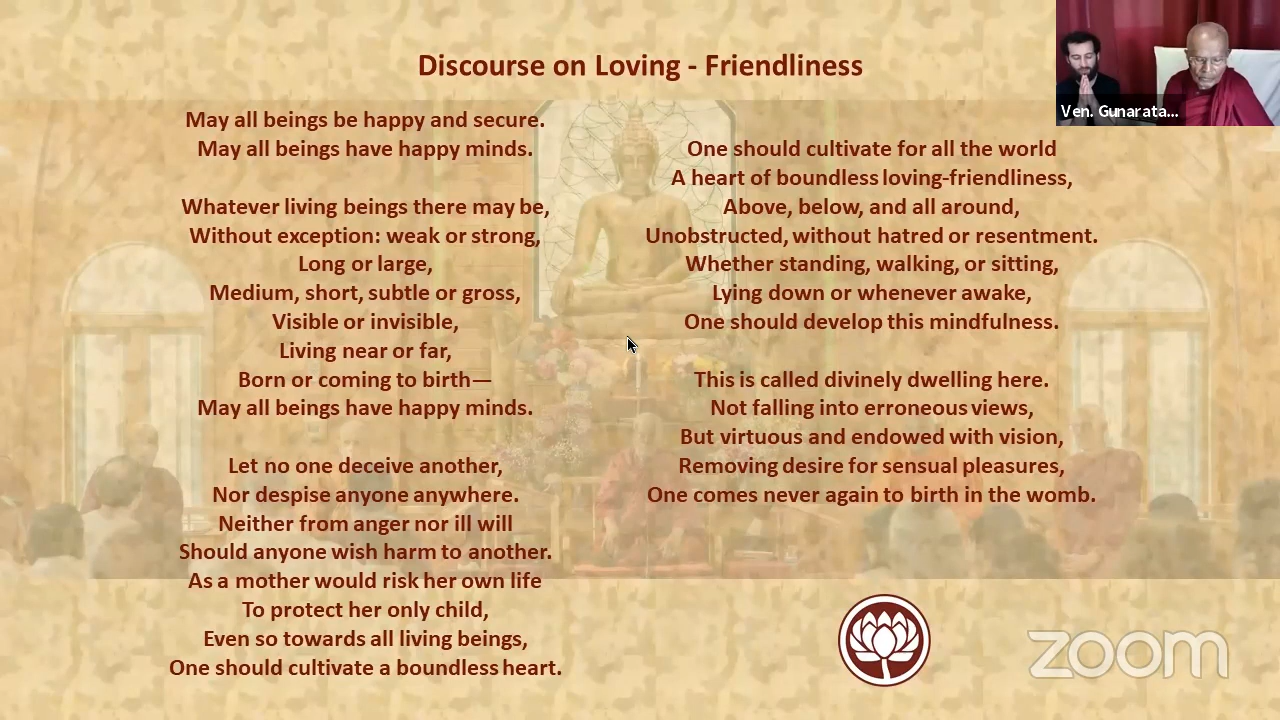 Discourse on Loving - Friendliness
May all beings be happy and secure.
May all beings have happy minds.
Whatever living beings there may be,
Without exception: weak or strong,
Long or large,
Medium, short, subtle or gross,
Visible or invisible,
Living near or far,
Born or coming to birth—
May all beings have happy minds.
Let no one deceive another,
Nor despise anyone anywhere.
Neither from anger nor ill will
Should anyone wish harm to another.
As a mother would risk her own life
To protect her only child,
Even so towards all living beings,
One should cultivate a boundless heart.
One should cultivate for all the world
A heart of boundless loving-friendliness,
Above, below, and all around,
Unobstructed, without hatred or resentment.
Whether standing, walking, or sitting,
Lying down or whenever awake,
One should develop this mindfulness.
This is called divinely dwelling here.
Not falling into erroneous views,
But virtuous and endowed with vision,
Removing desire for sensual pleasures,
One comes never again to birth in the womb.
Ven. Gunarata...
zoom